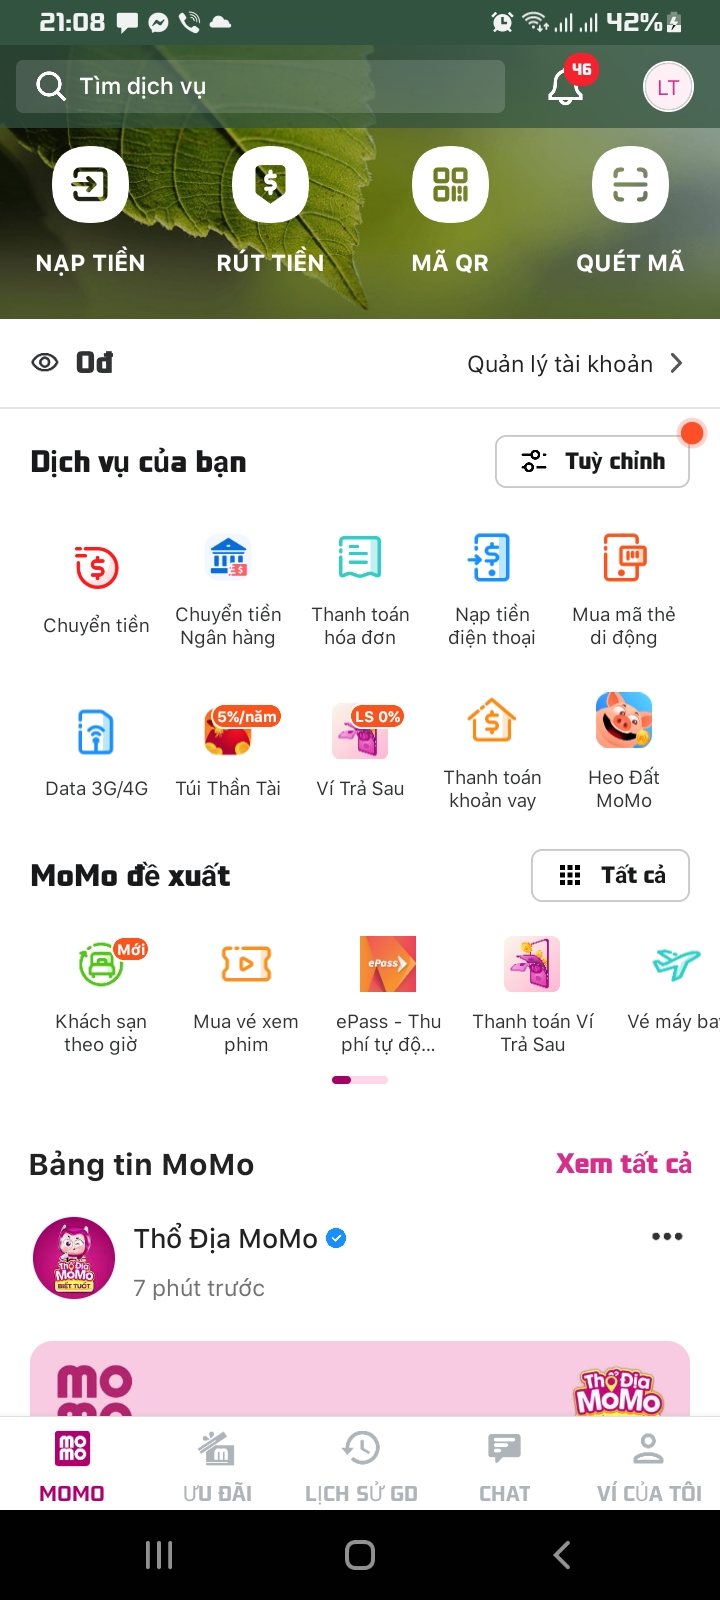 21:08
42%
Tìm dịch vụ
46
LT
NẠP TIỀN
RÚT TIỀN
MÃ QR
QUÉT MÃ
0đ
Quản lý tài khoản
Dịch vụ của bạn
Tuỳ chỉnh
Chuyển tiền
Chuyển tiền
Ngân hàng
Thanh toán
hóa đơn
Nạp tiền
điện thoại
Mua mã thẻ
di động
Data 3G/4G
5%/năm
Túi Thần Tài
LS 0%
Ví Trả Sau
Thanh toán
khoản vay
Heo Đất
MoMo
MoMo đề xuất
Tất cả
Mới
Khách sạn
theo giờ
Mua vé xem
phim
ePass
ePass - Thu
phí tự độ...
Thanh toán Ví
Trả Sau
Vé máy bay
Bảng tin MoMo
Xem tất cả
Thổ Địa
MoMo
BIẾT TUỐT
Thổ Địa MoMo
7 phút trước
mo
mo
Thổ Địa
MoMo
mo
mo
MOMO
ƯU ĐÃI
LỊCH SỬ GD
CHAT
VÍ CỦA TÔI